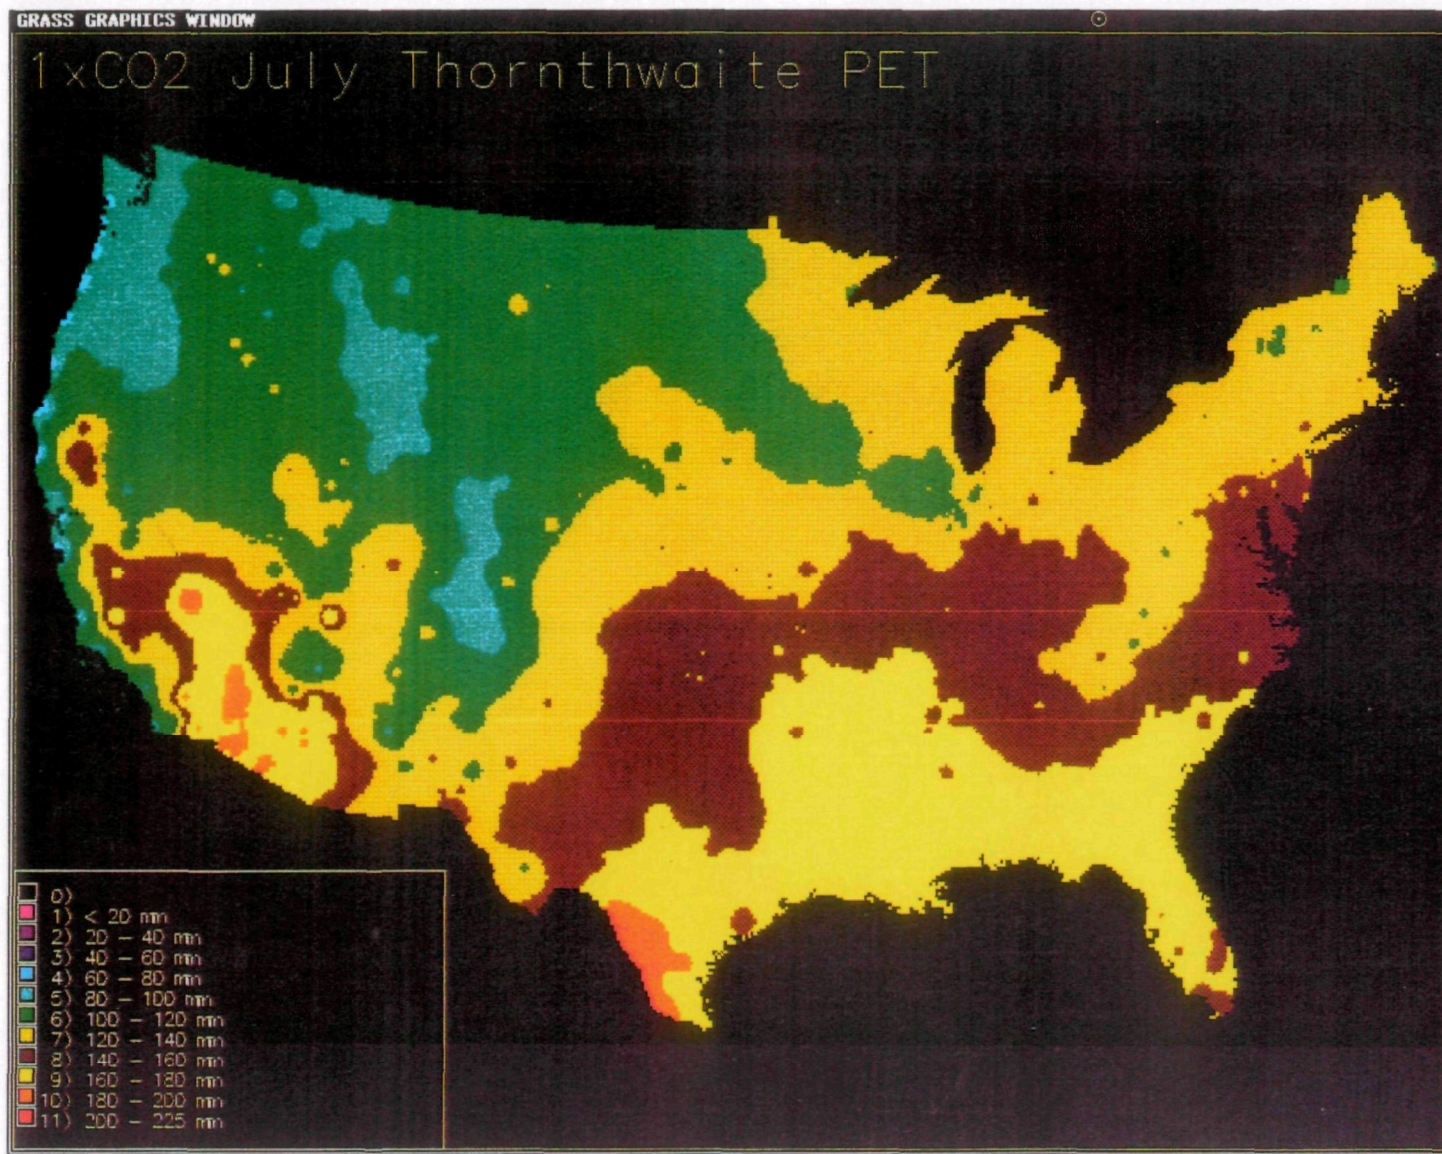 GRASS GRAPHICS WINDOW
1xCO2 July Thornthwaite PET
0)
1) < 20 mm
2) 20 - 40 mm
3) 40 - 60 mm
4) 60 - 80 mm
5) 80 - 100 mm
6) 100 - 120 mm
7) 120 - 140 mm
8) 140 - 160 mm
9) 160 - 180 mm
10) 180 - 200 mm
11) 200 - 225 mm